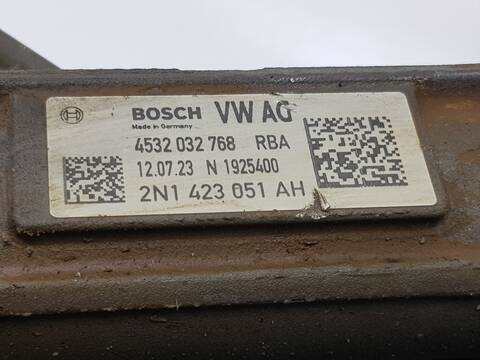 BOSCH VW AG
Made in Germany
4532 032 768 RBA
12.07.23 N 1925400
2N1 423 051 AH